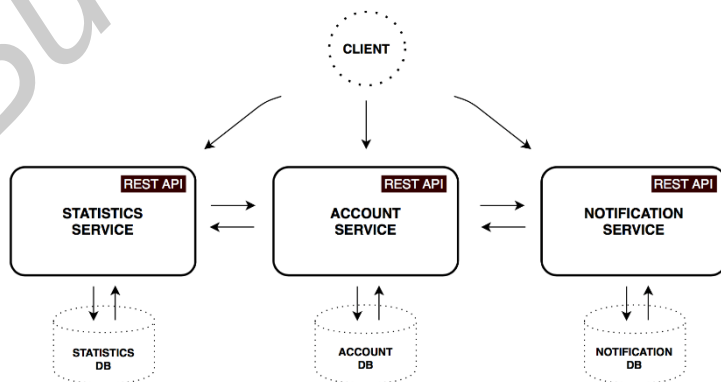 CLIENT
REST API
REST API
REST API
STATISTICS
SERVICE
ACCOUNT
SERVICE
NOTIFICATION
SERVICE
STATISTICS
DB
ACCOUNT
DB
NOTIFICATION
DB